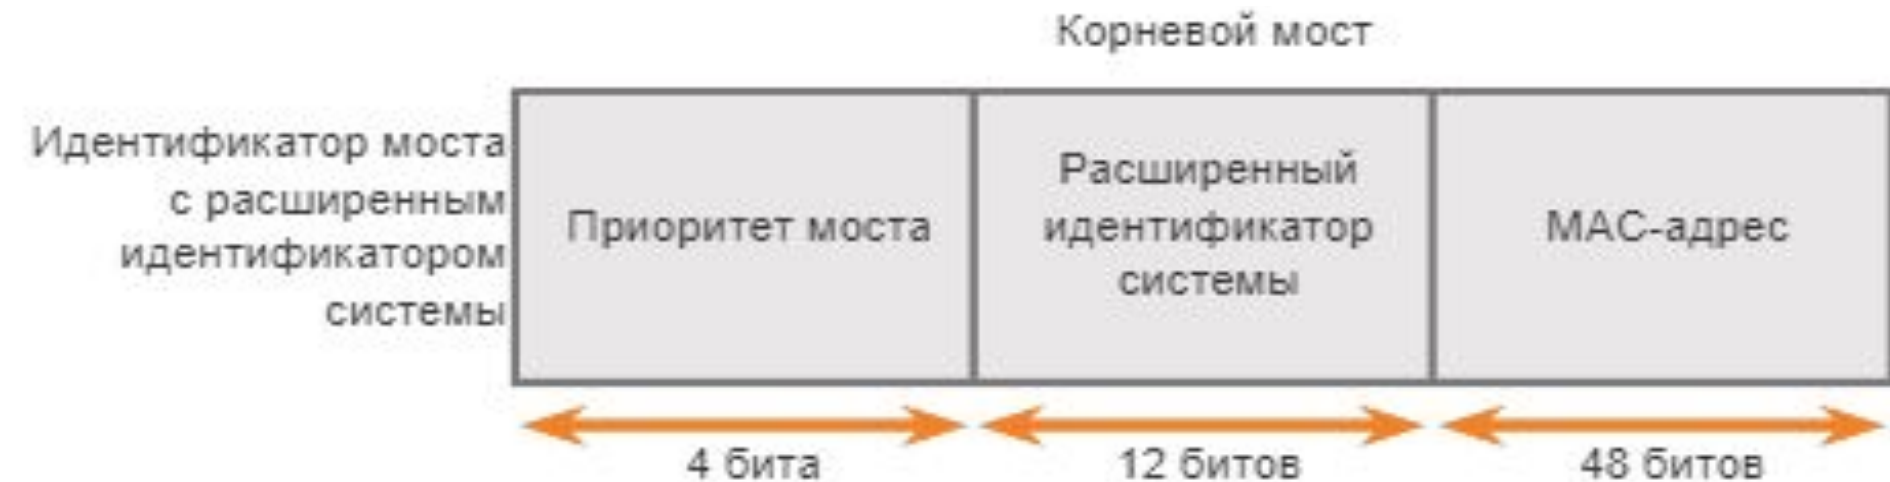 Корневой мост
Идентификатор моста
с расширенным
идентификатором
системы
Приоритет моста
Расширенный
идентификатор
системы
МАС-адрес
4 бита
12 битов
48 битов